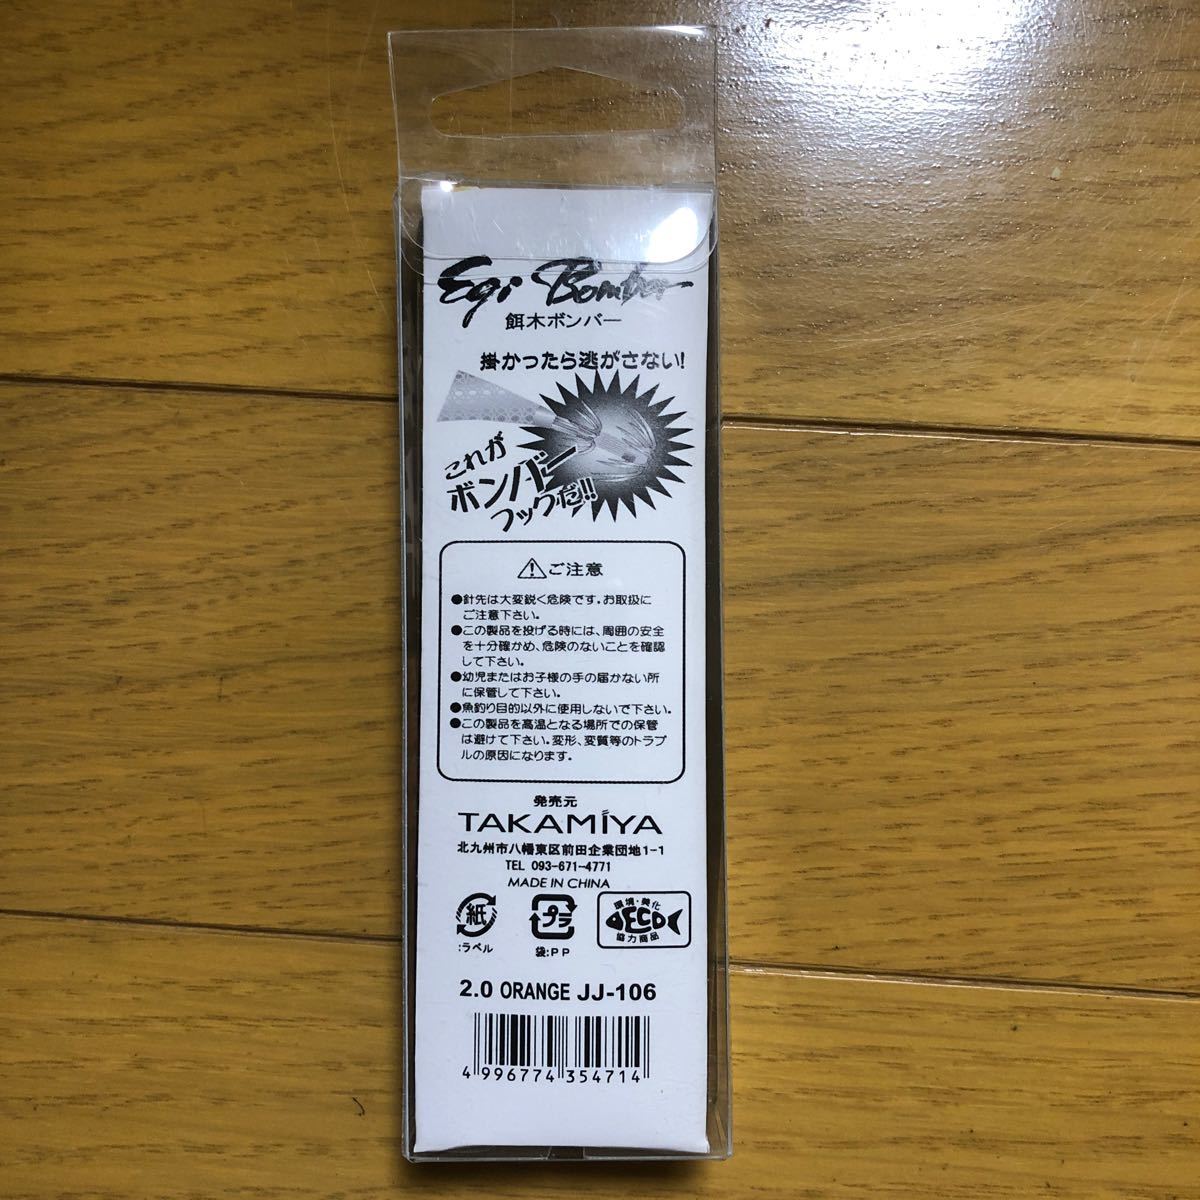 Egi Bomber
餌木ボンバー
掛かったら逃がさない!
これが
ボンバー
フックだ!!
ご注意
●針先は大変鋭く危険です。お取扱に
ご注意下さい。
●この製品を投げる時には、周囲の安全
を十分確かめ、危険のないことを確認
して下さい。
●幼児またはお子様の手の届かない所
に保管して下さい。
●魚釣り目的以外に使用しないで下さい。
●この製品を高温となる場所での保管
は避けて下さい。変形、変質等のトラブ
ルの原因になります。
発売元
TAKAMIYA
北九州市八幡東区前田企業団地1-1
TEL 093-671-4771
MADE IN CHINA
紙
:ラベル
プラ
袋:PP
環境・美化
ECO
協力商品
2.0 ORANGE JJ-106
4 996774 354714